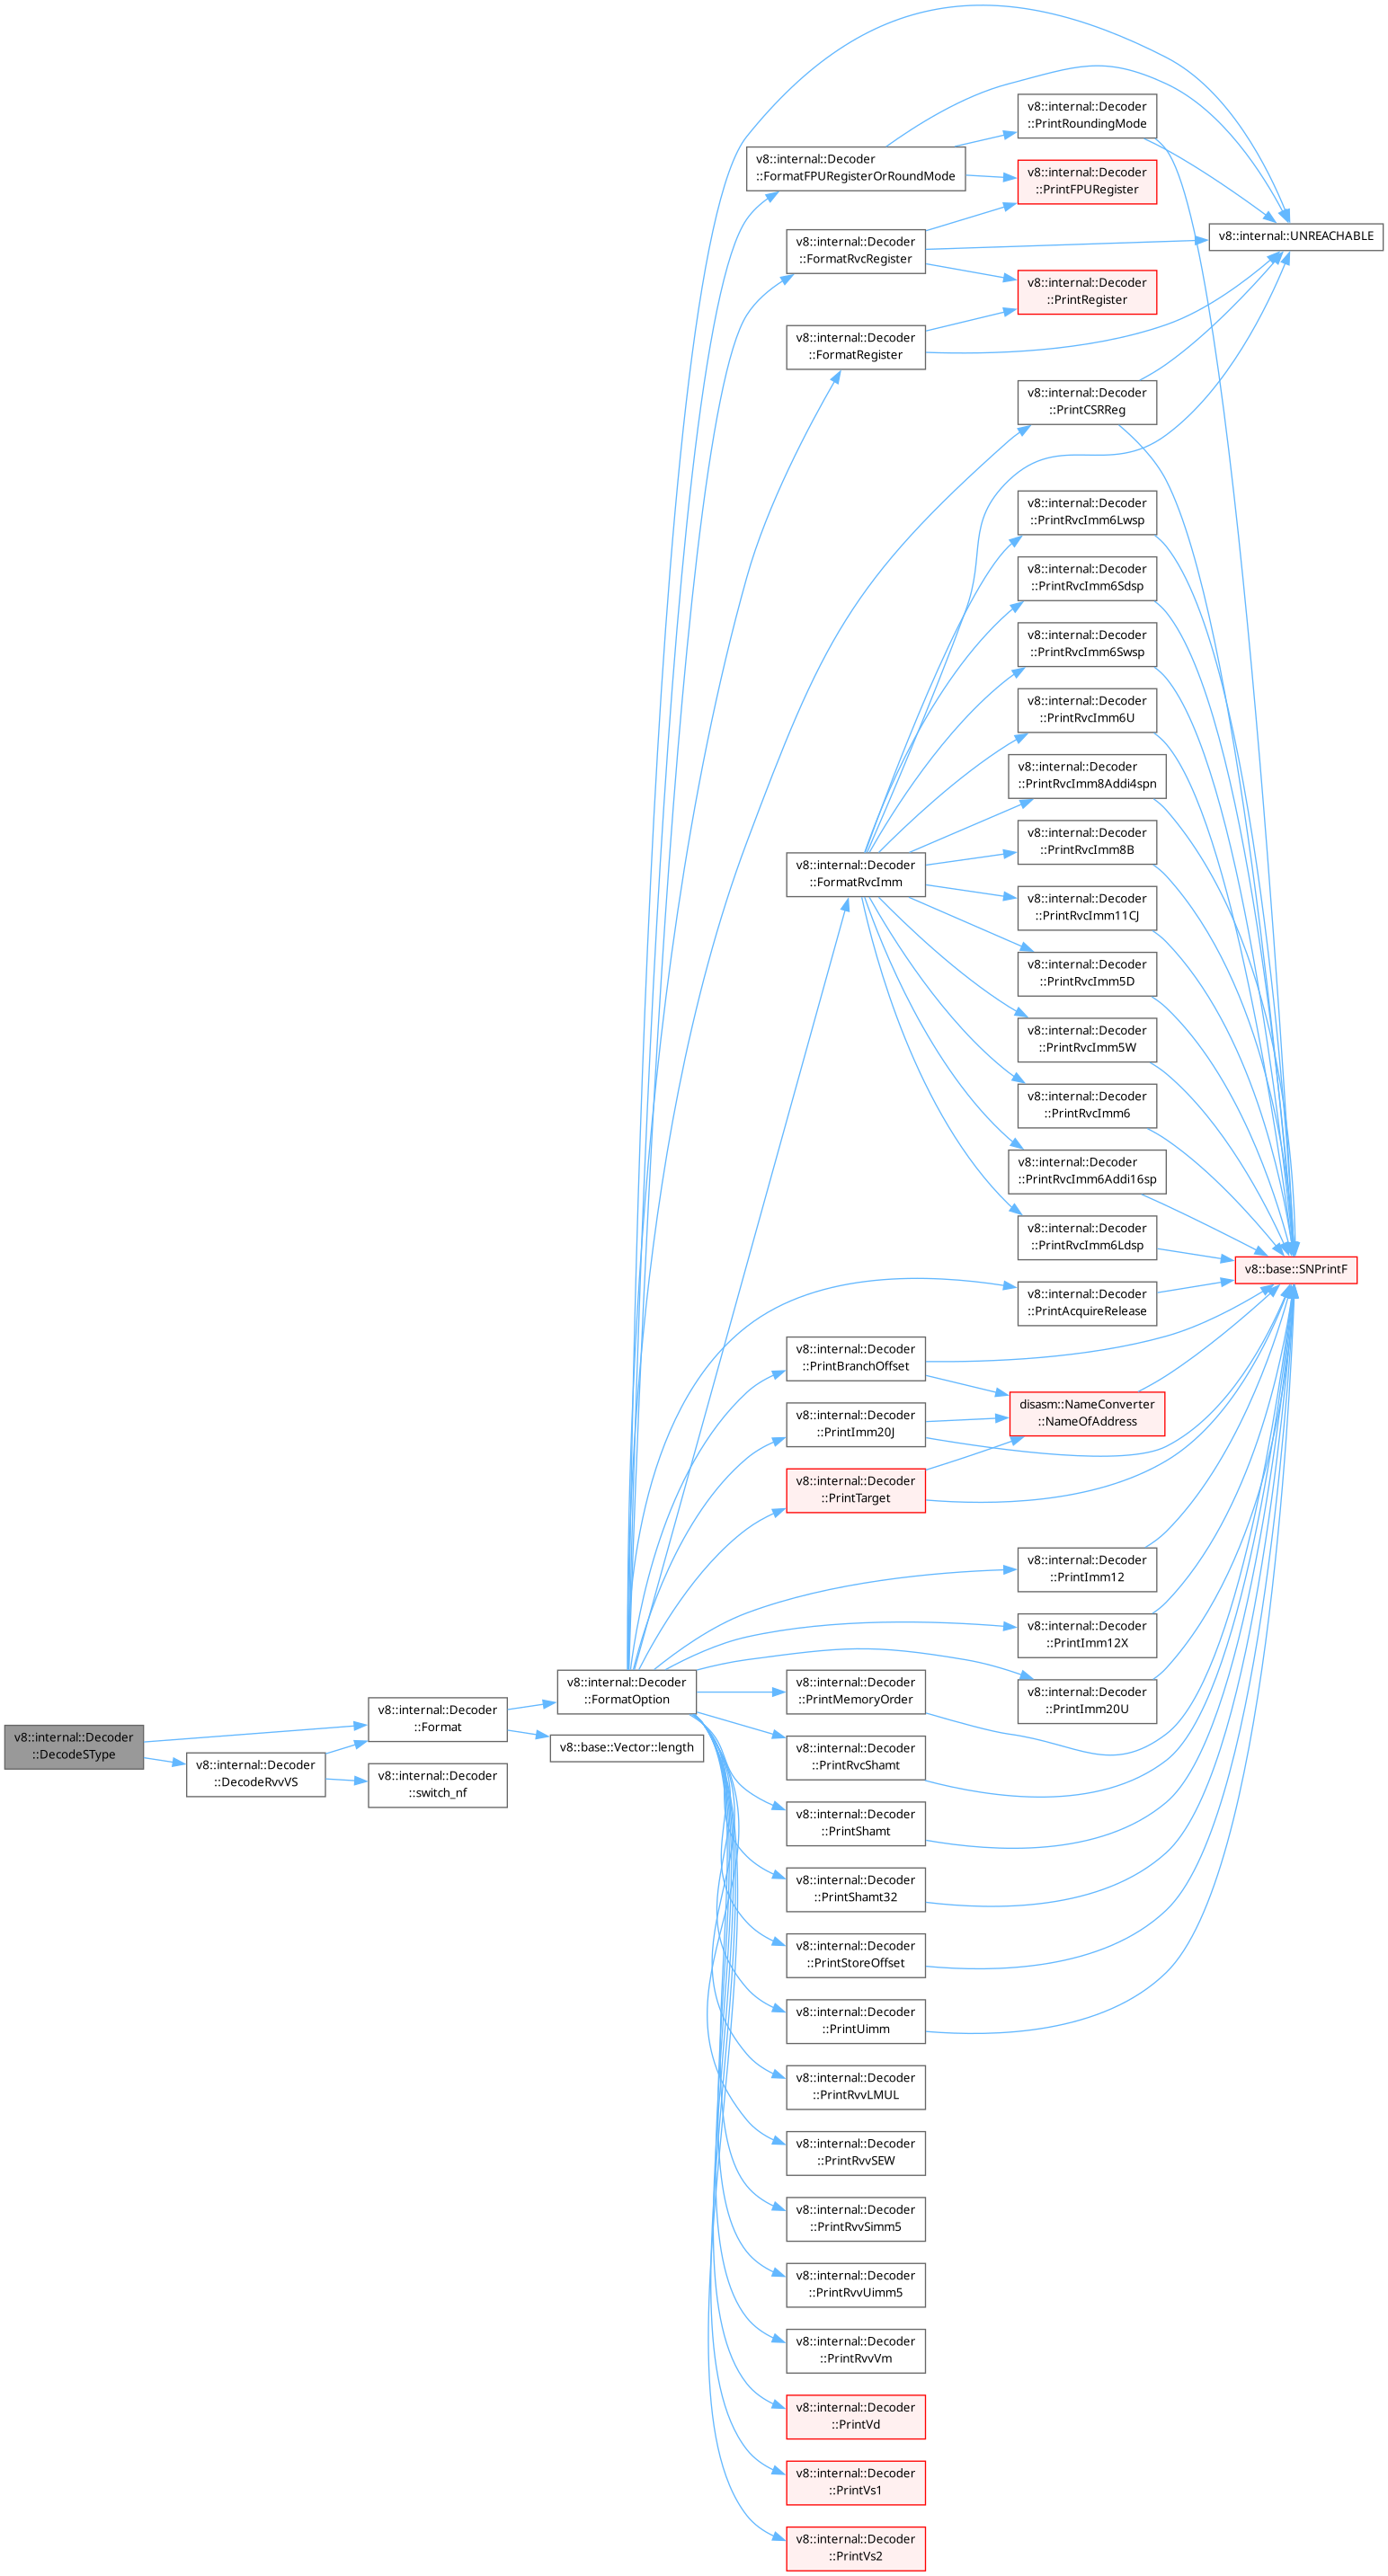 v8::internal::Decoder
::PrintRoundingMode
v8::internal::Decoder
::FormatFPURegisterOrRoundMode
v8::internal::Decoder
::PrintFPURegister
v8::internal::UNREACHABLE
v8::internal::Decoder
::FormatRvcRegister
v8::internal::Decoder
::PrintRegister
v8::internal::Decoder
::FormatRegister
v8::internal::Decoder
::PrintCSRReg
v8::internal::Decoder
::PrintRvcImm6Lwsp
v8::internal::Decoder
::PrintRvcImm6Sdsp
v8::internal::Decoder
::PrintRvcImm6Swsp
v8::internal::Decoder
::PrintRvcImm6U
v8::internal::Decoder
::PrintRvcImm8Addi4spn
v8::internal::Decoder
::PrintRvcImm8B
v8::internal::Decoder
::FormatRvcImm
v8::internal::Decoder
::PrintRvcImm11CJ
v8::internal::Decoder
::PrintRvcImm5D
v8::internal::Decoder
::PrintRvcImm5W
v8::internal::Decoder
::PrintRvcImm6
v8::internal::Decoder
::PrintRvcImm6Addi16sp
v8::internal::Decoder
::PrintRvcImm6Ldsp
v8::base::SNPrintF
v8::internal::Decoder
::PrintAcquireRelease
v8::internal::Decoder
::PrintBranchOffset
disasm::NameConverter
::NameOfAddress
v8::internal::Decoder
::PrintImm20J
v8::internal::Decoder
::PrintTarget
v8::internal::Decoder
::PrintImm12
v8::internal::Decoder
::PrintImm12X
v8::internal::Decoder
::PrintImm20U
v8::internal::Decoder
::FormatOption
v8::internal::Decoder
::PrintMemoryOrder
v8::internal::Decoder
::Format
v8::internal::Decoder
::DecodeSType
v8::base::Vector::length
v8::internal::Decoder
::PrintRvcShamt
v8::internal::Decoder
::DecodeRvvVS
v8::internal::Decoder
::switch_nf
v8::internal::Decoder
::PrintShamt
v8::internal::Decoder
::PrintShamt32
v8::internal::Decoder
::PrintStoreOffset
v8::internal::Decoder
::PrintUimm
v8::internal::Decoder
::PrintRvvLMUL
v8::internal::Decoder
::PrintRvvSEW
v8::internal::Decoder
::PrintRvvSimm5
v8::internal::Decoder
::PrintRvvUimm5
v8::internal::Decoder
::PrintRvvVm
v8::internal::Decoder
::PrintVd
v8::internal::Decoder
::PrintVs1
v8::internal::Decoder
::PrintVs2